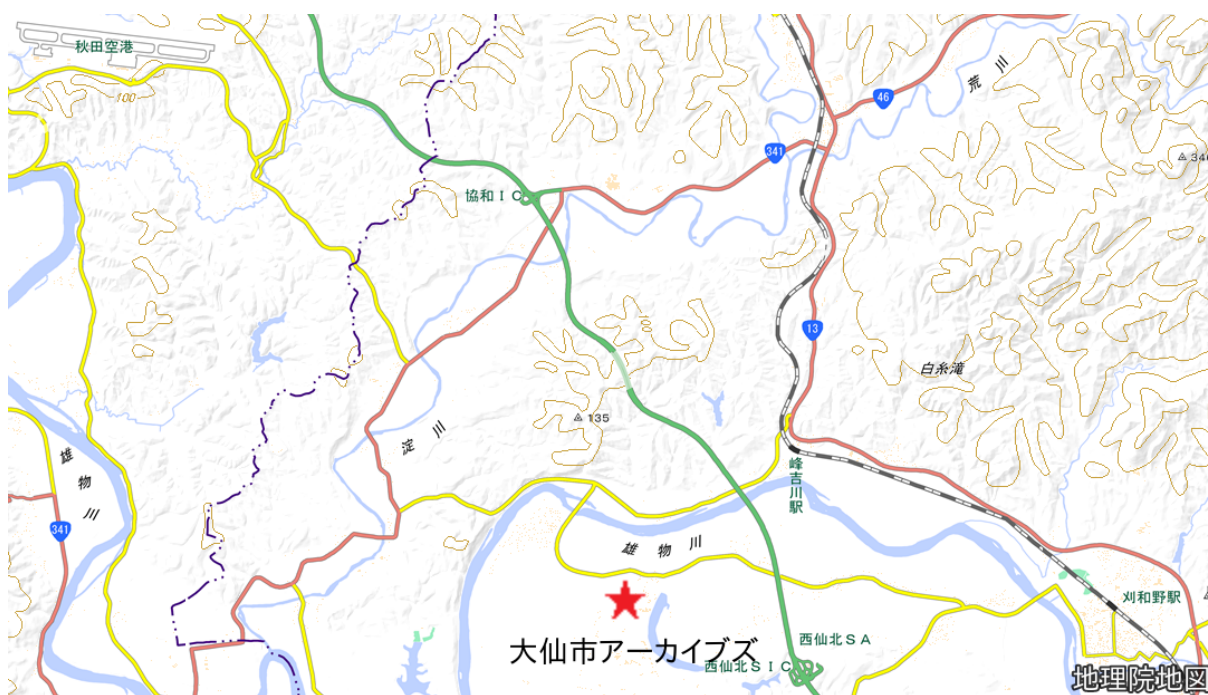 秋田空港
100
46
荒川
341
協和IC
340
13
100
白糸滝
135
淀川
雄物川
峰吉川駅
341
雄物川
刈和野駅
大仙市アーカイブズ
西仙北SA
西仙北SIC
地理院地図